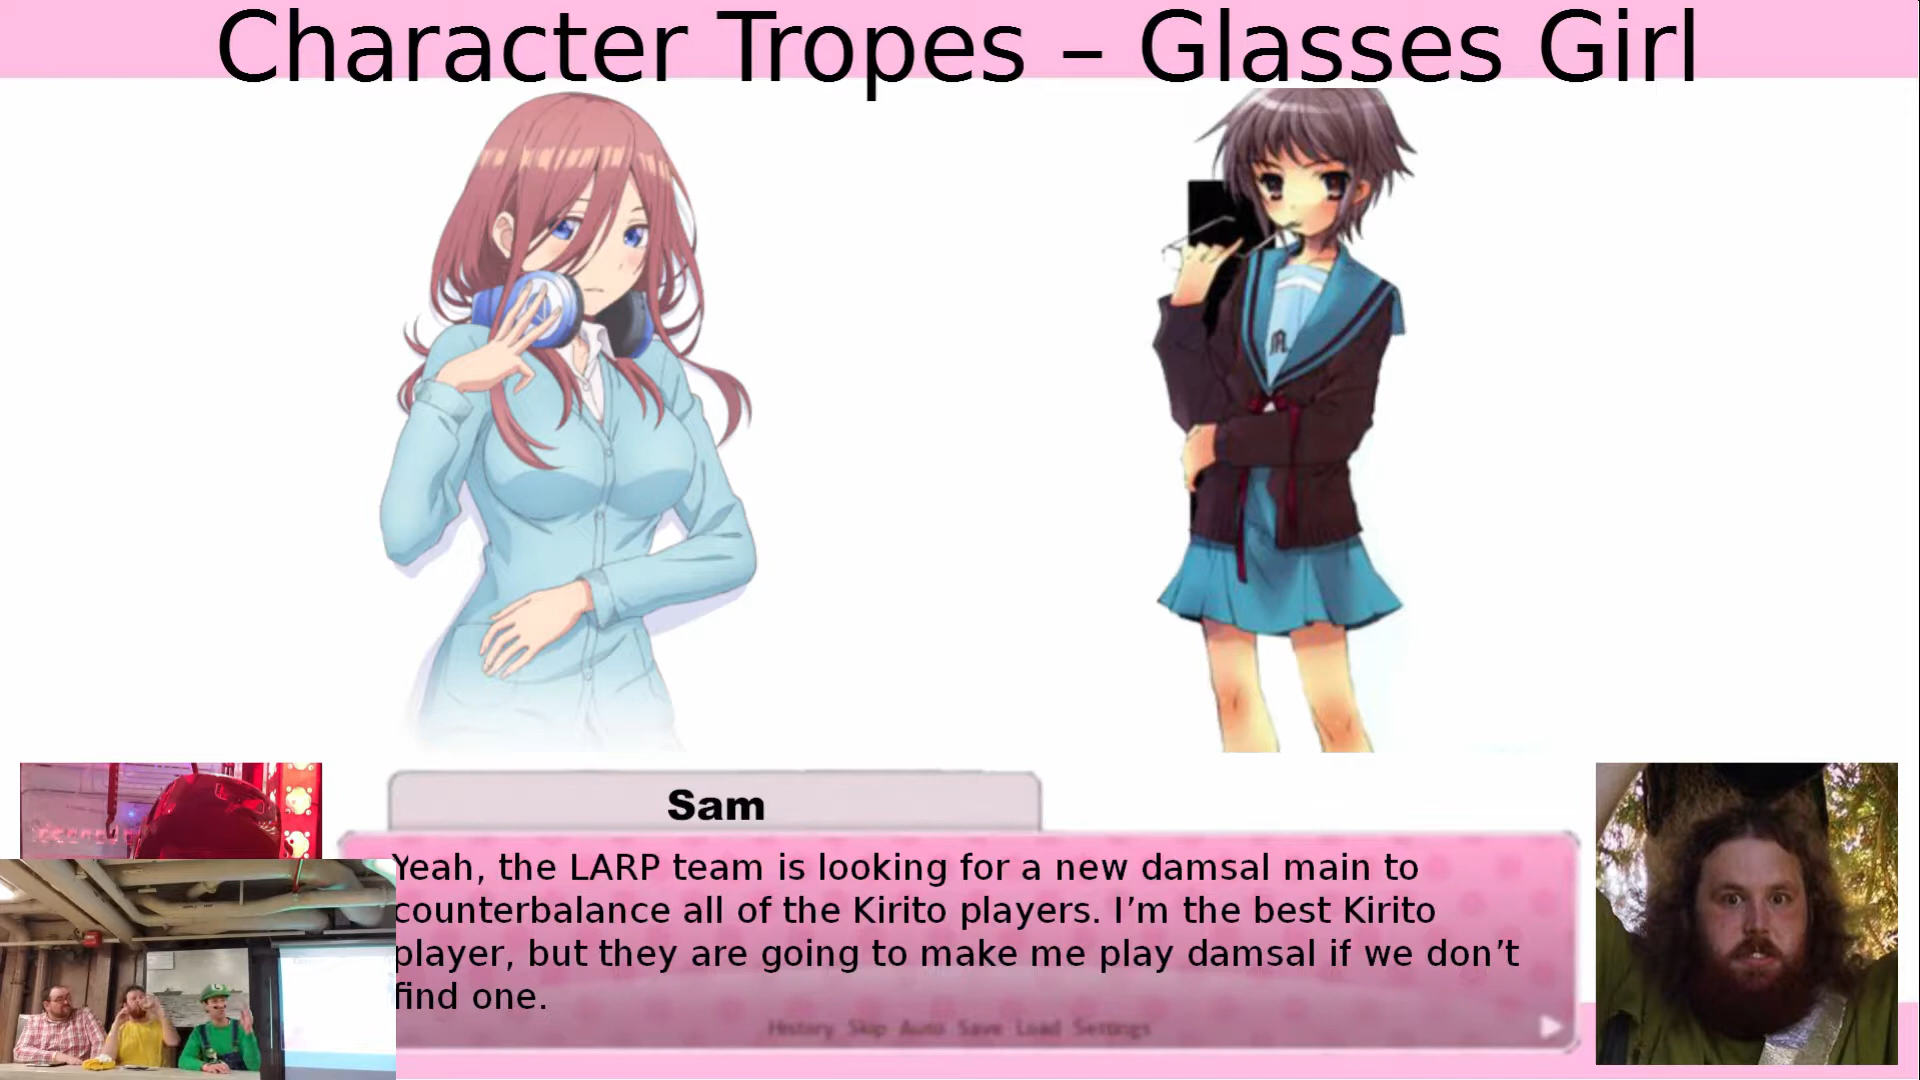 Character Tropes – Glasses Girl
Sam
Yeah, the LARP team is looking for a new damsal main to
counterbalance all of the Kirito players. I’m the best Kirito
player, but they are going to make me play damsal if we don’t
find one.
History Skip Auto Save Load Settings